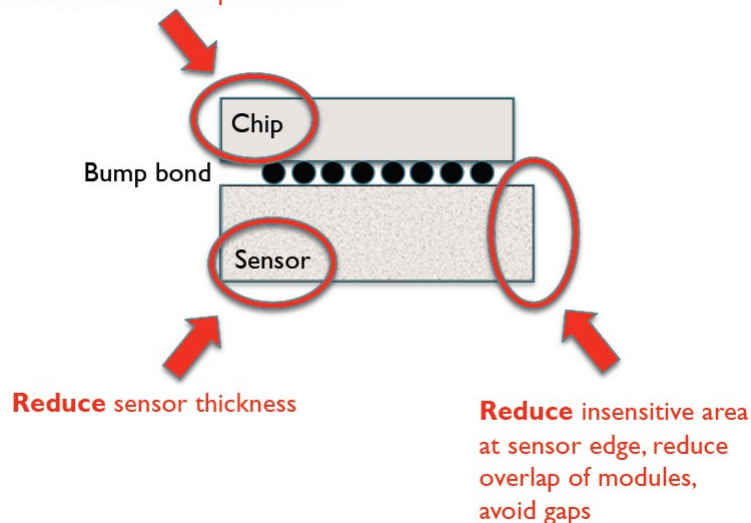 Chip
Bump bond
Sensor
Reduce sensor thickness
Reduce insensitive area
at sensor edge, reduce
overlap of modules,
avoid gaps